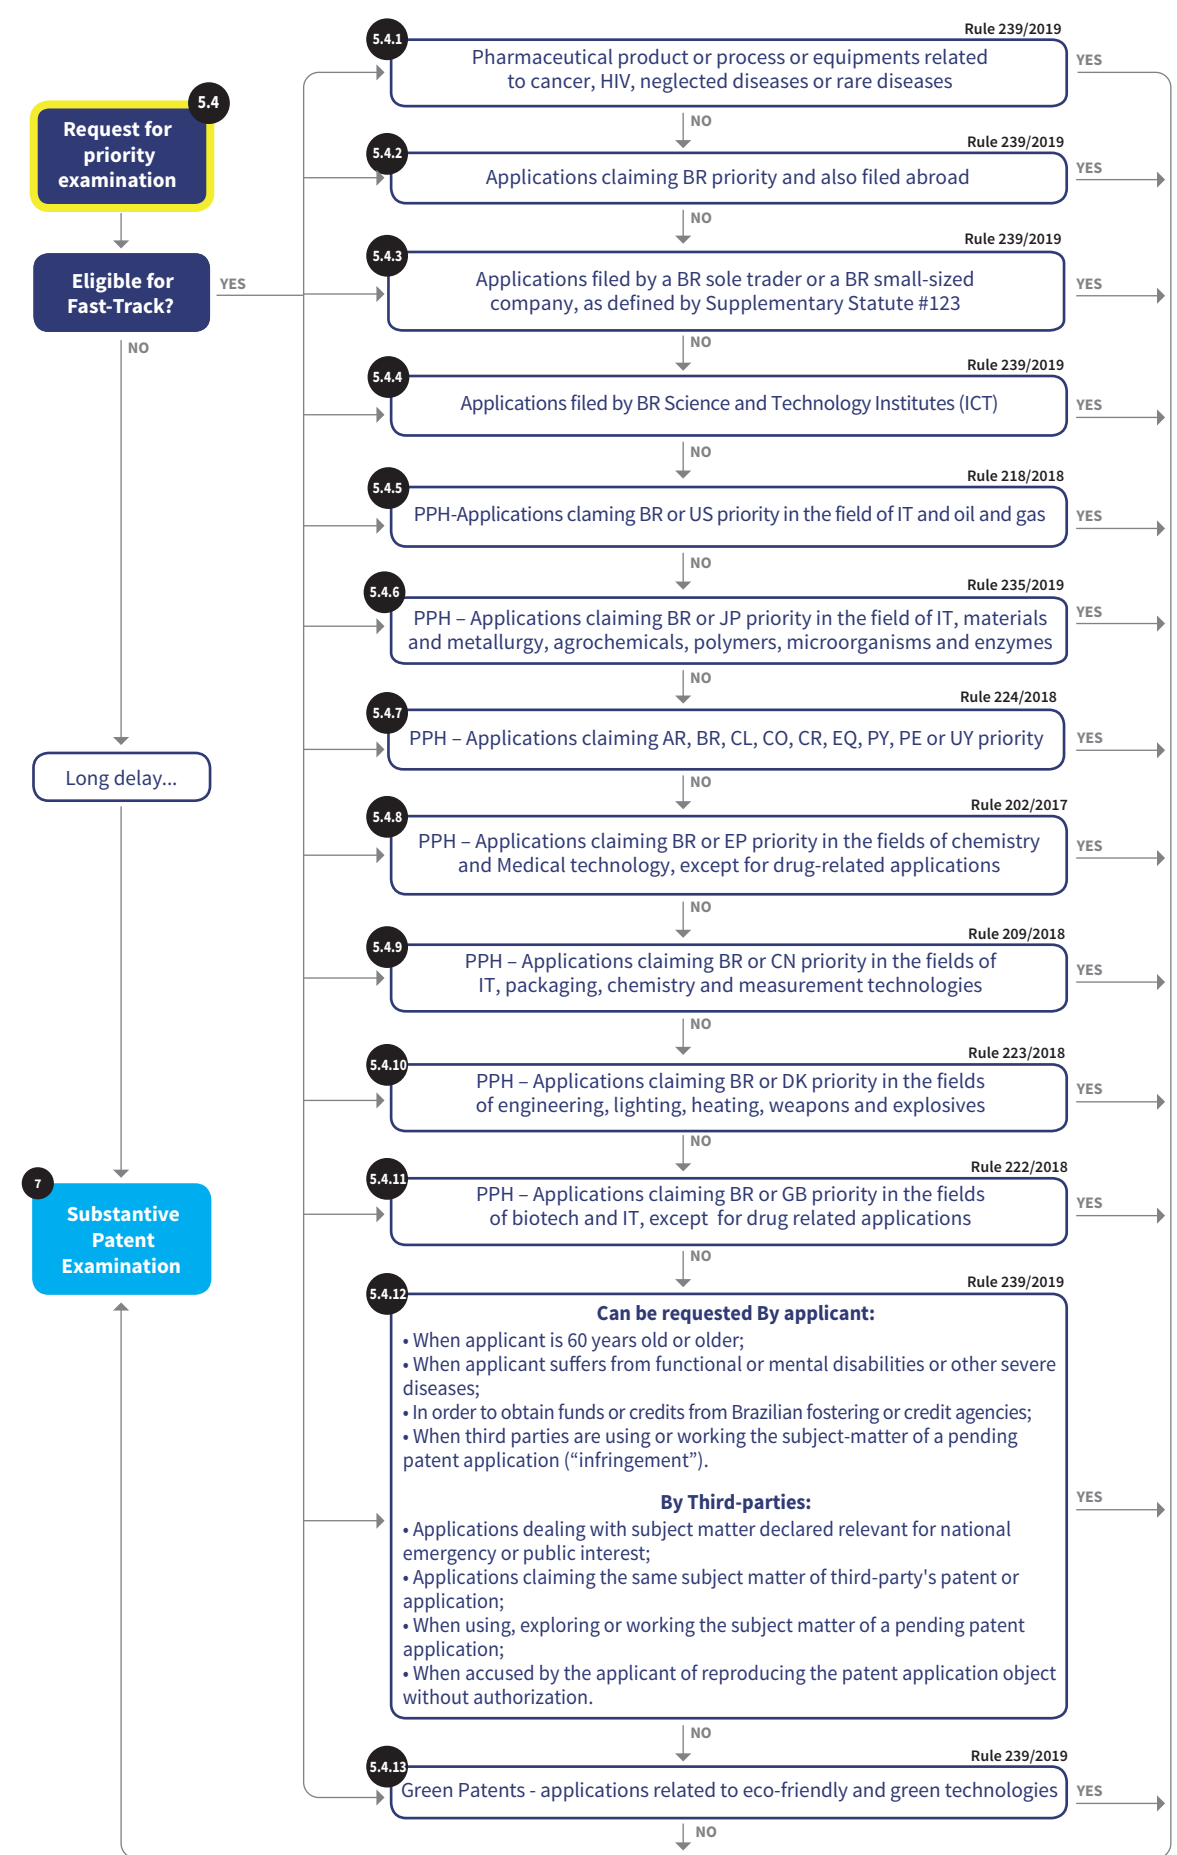 5.4
Request for
priority
examination
Eligible for
Fast-Track?
YES
NO
Long delay...
7
Substantive
Patent
Examination
5.4.1
Rule 239/2019
Pharmaceutical product or process or equipments related
to cancer, HIV, neglected diseases or rare diseases
YES
NO
5.4.2
Rule 239/2019
Applications claiming BR priority and also filed abroad
YES
NO
5.4.3
Rule 239/2019
Applications filed by a BR sole trader or a BR small-sized
company, as defined by Supplementary Statute #123
YES
NO
5.4.4
Rule 239/2019
Applications filed by BR Science and Technology Institutes (ICT)
YES
NO
5.4.5
Rule 218/2018
PPH-Applications claming BR or US priority in the field of IT and oil and gas
YES
NO
5.4.6
Rule 235/2019
PPH – Applications claiming BR or JP priority in the field of IT, materials
and metallurgy, agrochemicals, polymers, microorganisms and enzymes
YES
NO
5.4.7
Rule 224/2018
PPH – Applications claiming AR, BR, CL, CO, CR, EQ, PY, PE or UY priority
YES
NO
5.4.8
Rule 202/2017
PPH – Applications claiming BR or EP priority in the fields of chemistry
and Medical technology, except for drug-related applications
YES
NO
5.4.9
Rule 209/2018
PPH – Applications claiming BR or CN priority in the fields of
IT, packaging, chemistry and measurement technologies
YES
NO
5.4.10
Rule 223/2018
PPH – Applications claiming BR or DK priority in the fields
of engineering, lighting, heating, weapons and explosives
YES
NO
5.4.11
Rule 222/2018
PPH – Applications claiming BR or GB priority in the fields
of biotech and IT, except for drug related applications
YES
NO
5.4.12
Rule 239/2019
Can be requested By applicant:
• When applicant is 60 years old or older;
• When applicant suffers from functional or mental disabilities or other severe
diseases;
• In order to obtain funds or credits from Brazilian fostering or credit agencies;
• When third parties are using or working the subject-matter of a pending
patent application (“infringement”).
By Third-parties:
• Applications dealing with subject matter declared relevant for national
emergency or public interest;
• Applications claiming the same subject matter of third-party's patent or
application;
• When using, exploring or working the subject matter of a pending patent
application;
• When accused by the applicant of reproducing the patent application object
without authorization.
YES
NO
5.4.13
Rule 239/2019
Green Patents - applications related to eco-friendly and green technologies
YES
NO